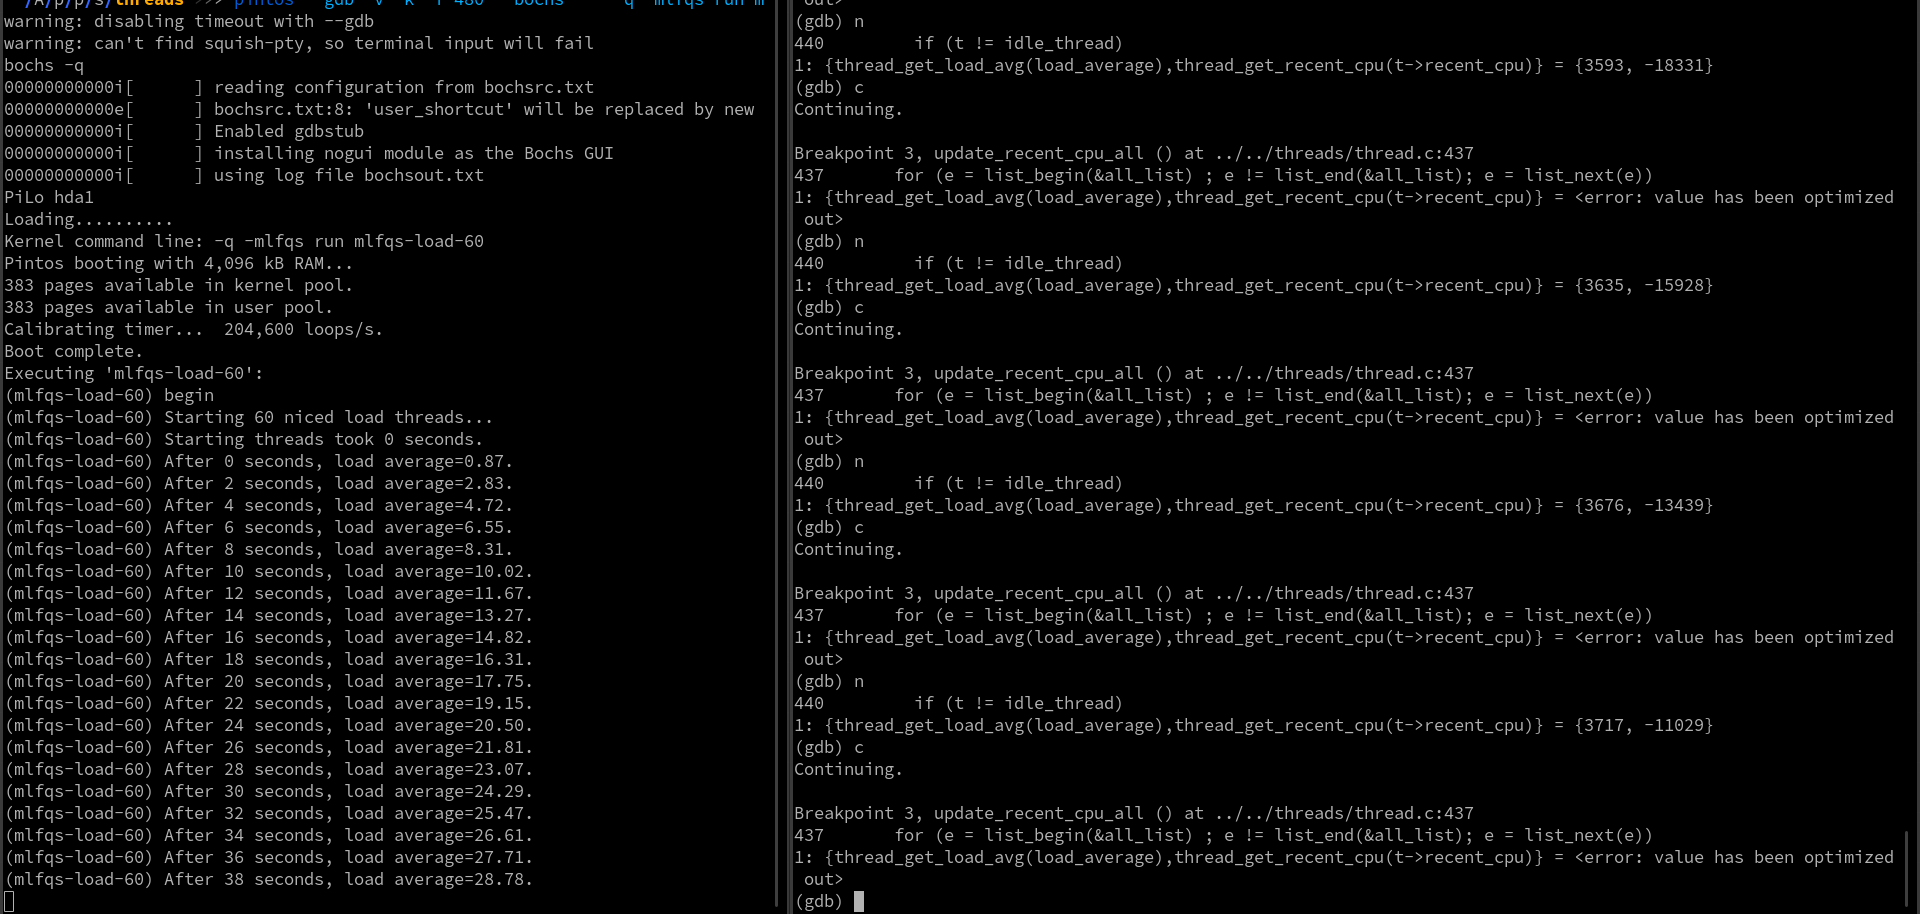 warning: disabling timeout with --gdb
warning: can't find squish-pty, so terminal input will fail
bochs -q
00000000000i[      ] reading configuration from bochsrc.txt
00000000000e[      ] bochsrc.txt:8: 'user_shortcut' will be replaced by new
00000000000i[      ] Enabled gdbstub
00000000000i[      ] installing nogui module as the Bochs GUI
00000000000i[      ] using log file bochsout.txt
PiLo hda1
Loading..........
Kernel command line: -q -mlfqs run mlfqs-load-60
Pintos booting with 4,096 kB RAM...
383 pages available in kernel pool.
383 pages available in user pool.
Calibrating timer...  204,600 loops/s.
Boot complete.
Executing 'mlfqs-load-60':
(mlfqs-load-60) begin
(mlfqs-load-60) Starting 60 niced load threads...
(mlfqs-load-60) Starting threads took 0 seconds.
(mlfqs-load-60) After 0 seconds, load average=0.87.
(mlfqs-load-60) After 2 seconds, load average=2.83.
(mlfqs-load-60) After 4 seconds, load average=4.72.
(mlfqs-load-60) After 6 seconds, load average=6.55.
(mlfqs-load-60) After 8 seconds, load average=8.31.
(mlfqs-load-60) After 10 seconds, load average=10.02.
(mlfqs-load-60) After 12 seconds, load average=11.67.
(mlfqs-load-60) After 14 seconds, load average=13.27.
(mlfqs-load-60) After 16 seconds, load average=14.82.
(mlfqs-load-60) After 18 seconds, load average=16.31.
(mlfqs-load-60) After 20 seconds, load average=17.75.
(mlfqs-load-60) After 22 seconds, load average=19.15.
(mlfqs-load-60) After 24 seconds, load average=20.50.
(mlfqs-load-60) After 26 seconds, load average=21.81.
(mlfqs-load-60) After 28 seconds, load average=23.07.
(mlfqs-load-60) After 30 seconds, load average=24.29.
(mlfqs-load-60) After 32 seconds, load average=25.47.
(mlfqs-load-60) After 34 seconds, load average=26.61.
(mlfqs-load-60) After 36 seconds, load average=27.71.
(mlfqs-load-60) After 38 seconds, load average=28.78.
out>
(gdb) n
440         if (t != idle_thread)
1: {thread_get_load_avg(load_average),thread_get_recent_cpu(t->recent_cpu)} = {3593, -18331}
(gdb) c
Continuing.
Breakpoint 3, update_recent_cpu_all () at ../../threads/thread.c:437
437       for (e = list_begin(&all_list) ; e != list_end(&all_list); e = list_next(e))
1: {thread_get_load_avg(load_average),thread_get_recent_cpu(t->recent_cpu)} = <error: value has been optimized
out>
(gdb) n
440         if (t != idle_thread)
1: {thread_get_load_avg(load_average),thread_get_recent_cpu(t->recent_cpu)} = {3635, -15928}
(gdb) c
Continuing.
Breakpoint 3, update_recent_cpu_all () at ../../threads/thread.c:437
437       for (e = list_begin(&all_list) ; e != list_end(&all_list); e = list_next(e))
1: {thread_get_load_avg(load_average),thread_get_recent_cpu(t->recent_cpu)} = <error: value has been optimized
out>
(gdb) n
440         if (t != idle_thread)
1: {thread_get_load_avg(load_average),thread_get_recent_cpu(t->recent_cpu)} = {3676, -13439}
(gdb) c
Continuing.
Breakpoint 3, update_recent_cpu_all () at ../../threads/thread.c:437
437       for (e = list_begin(&all_list) ; e != list_end(&all_list); e = list_next(e))
1: {thread_get_load_avg(load_average),thread_get_recent_cpu(t->recent_cpu)} = <error: value has been optimized
out>
(gdb) n
440         if (t != idle_thread)
1: {thread_get_load_avg(load_average),thread_get_recent_cpu(t->recent_cpu)} = {3717, -11029}
(gdb) c
Continuing.
Breakpoint 3, update_recent_cpu_all () at ../../threads/thread.c:437
437       for (e = list_begin(&all_list) ; e != list_end(&all_list); e = list_next(e))
1: {thread_get_load_avg(load_average),thread_get_recent_cpu(t->recent_cpu)} = <error: value has been optimized
out>
(gdb)